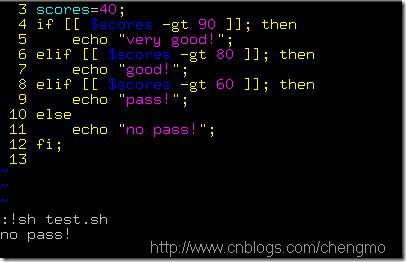 3 scores=40;
4 if [[ $scores -gt 90 ]]; then
5     echo "very good!";
6 elif [[ $scores -gt 80 ]]; then
7     echo "good!";
8 elif [[ $scores -gt 60 ]]; then
9     echo "pass!";
10 else
11     echo "no pass!";
12 fi;
13
~
~
~
:!sh test.sh
no pass!
http://www.cnblogs.com/chengmo